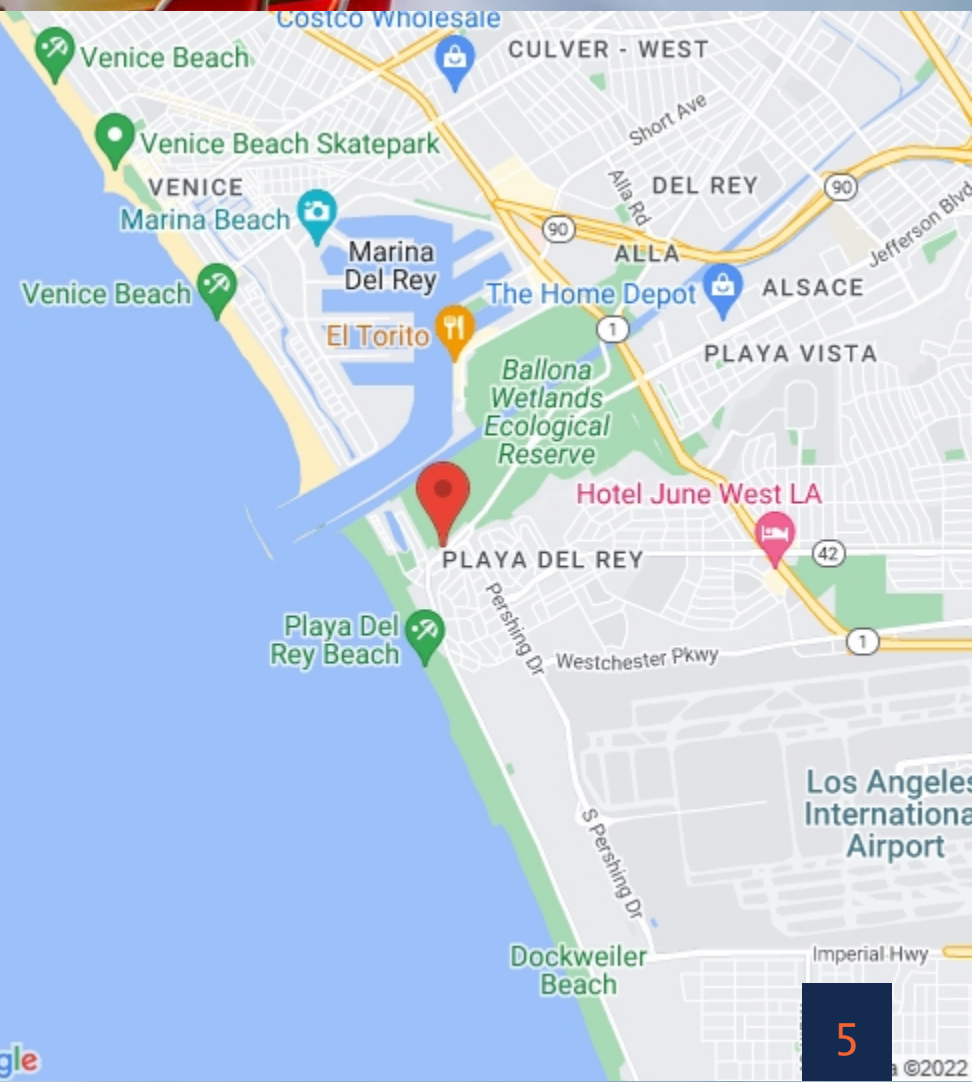 Costco Wholesale
CULVER - WEST
Venice Beach
Short Ave
Venice Beach Skatepark
Alla Rd
VENICE
DEL REY
90
Marina Beach
90
Jefferson Blvd
Marina
Del Rey
ALLA
Venice Beach
The Home Depot
ALSACE
El Torito
1
PLAYA VISTA
Ballona
Wetlands
Ecological
Reserve
Hotel June West LA
PLAYA DEL REY
42
Pershing Dr
Playa Del
Rey Beach
1
Westchester Pkwy
Los Angeles
Internationa
Airport
S Pershing Dr
Dockweiler
Beach
Imperial Hwy
5
gle
a ©2022